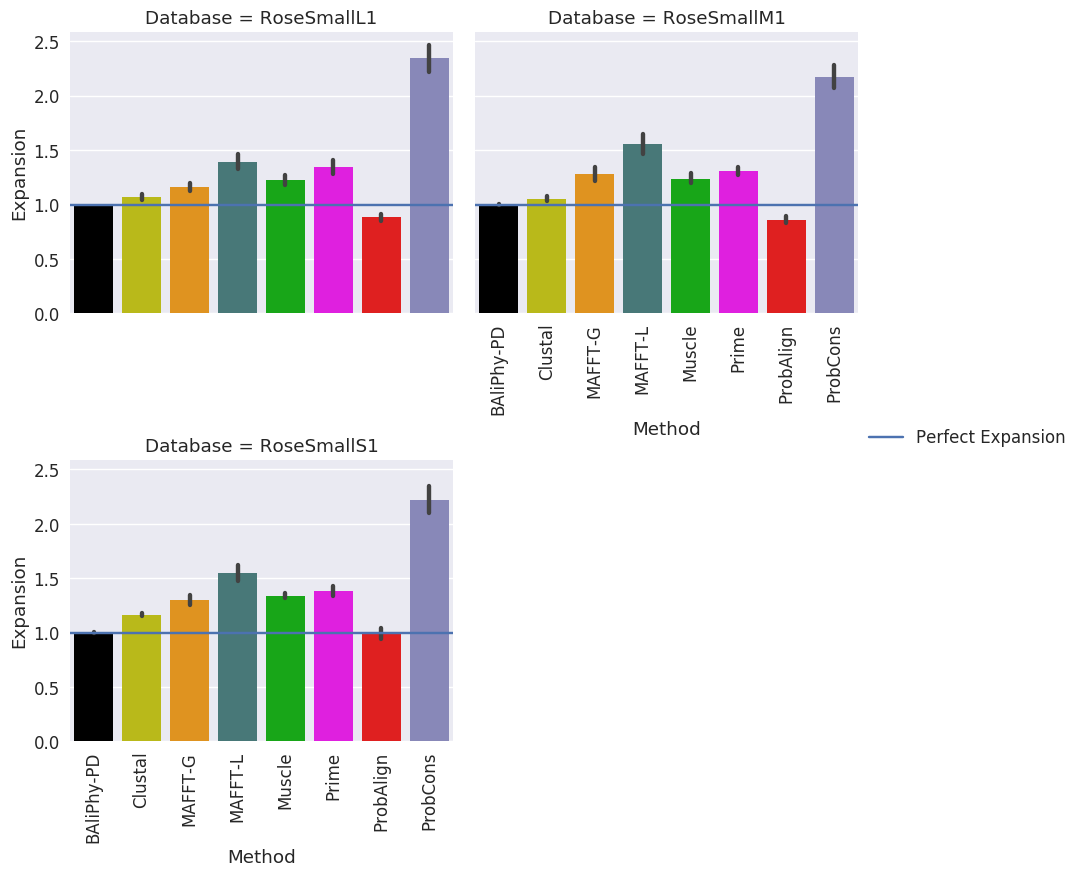 Database = RoseSmallL1
Expansion
2.5
2.0
1.5
1.0
0.5
0.0
Database = RoseSmallM1
BAliPhy-PD
Clustal
MAFFT-G
MAFFT-L
Muscle
Prime
ProbAlign
ProbCons
Method
Perfect Expansion
Database = RoseSmallS1
Expansion
2.5
2.0
1.5
1.0
0.5
0.0
BAliPhy-PD
Clustal
MAFFT-G
MAFFT-L
Muscle
Prime
ProbAlign
ProbCons
Method